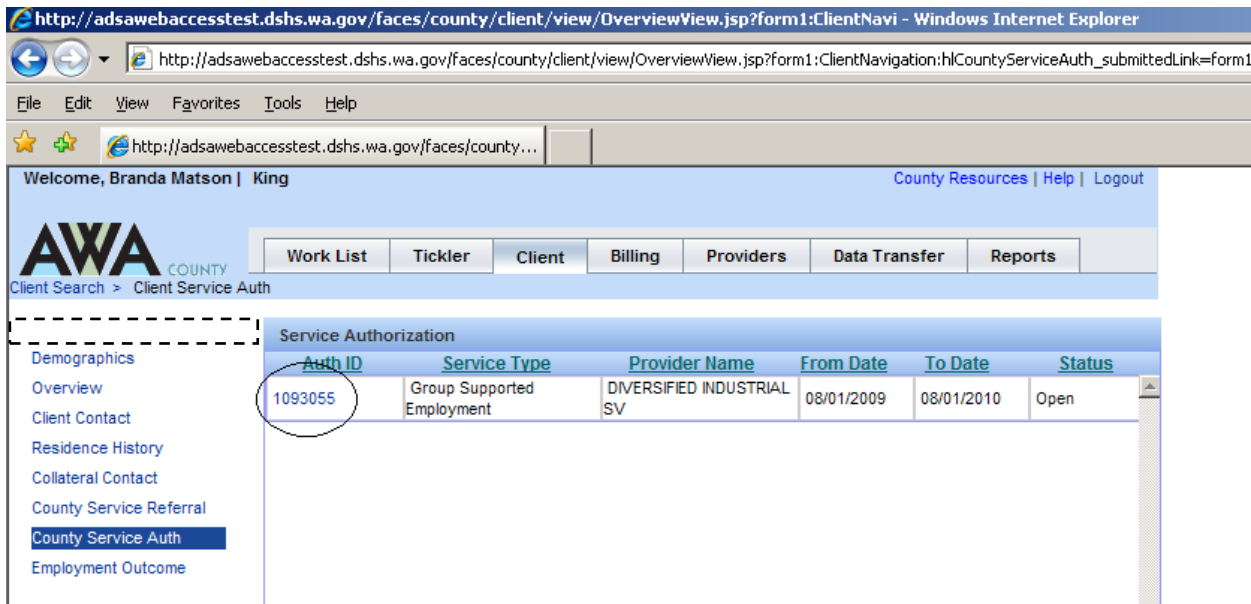 http://adsawebaccesstest.dshs.wa.gov/faces/county/client/view/OverviewView.jsp?form1:ClientNavi - Windows Internet Explorer
http://adsawebaccesstest.dshs.wa.gov/faces/county/client/view/OverviewView.jsp?form1:ClientNavigation:hlCountyServiceAuth_submittedLink=form1
File Edit View Favorites Tools Help
http://adsawebaccesstest.dshs.wa.gov/faces/county...
Welcome, Branda Matson | King County Resources | Help | Logout
AWA COUNTY
Work List Tickler Client Billing Providers Data Transfer Reports
Client Search > Client Service Auth
Service Authorization
Demographics
Overview
Client Contact
Residence History
Collateral Contact
County Service Referral
County Service Auth
Employment Outcome
Auth ID Service Type Provider Name From Date To Date Status
1093055 Group Supported Employment DIVERSIFIED INDUSTRIAL SV 08/01/2009 08/01/2010 Open